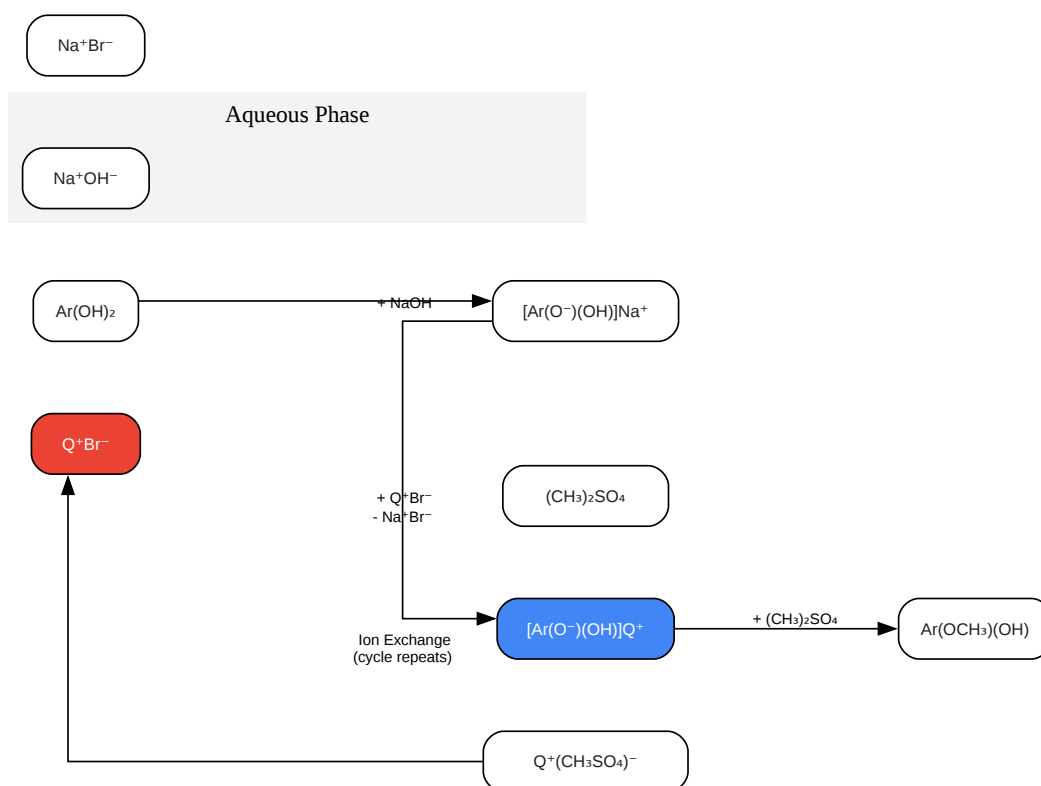 Na⁺Br⁻
Aqueous Phase
Na⁺OH⁻
Ar(OH)₂
+ NaOH
[Ar(O⁻)(OH)]Na⁺
Q⁺Br⁻
+ Q⁺Br⁻
- Na⁺Br⁻
(CH₃)₂SO₄
[Ar(O⁻)(OH)]Q⁺
+ (CH₃)₂SO₄
Ar(OCH₃)(OH)
Ion Exchange
(cycle repeats)
Q⁺(CH₃SO₄)⁻